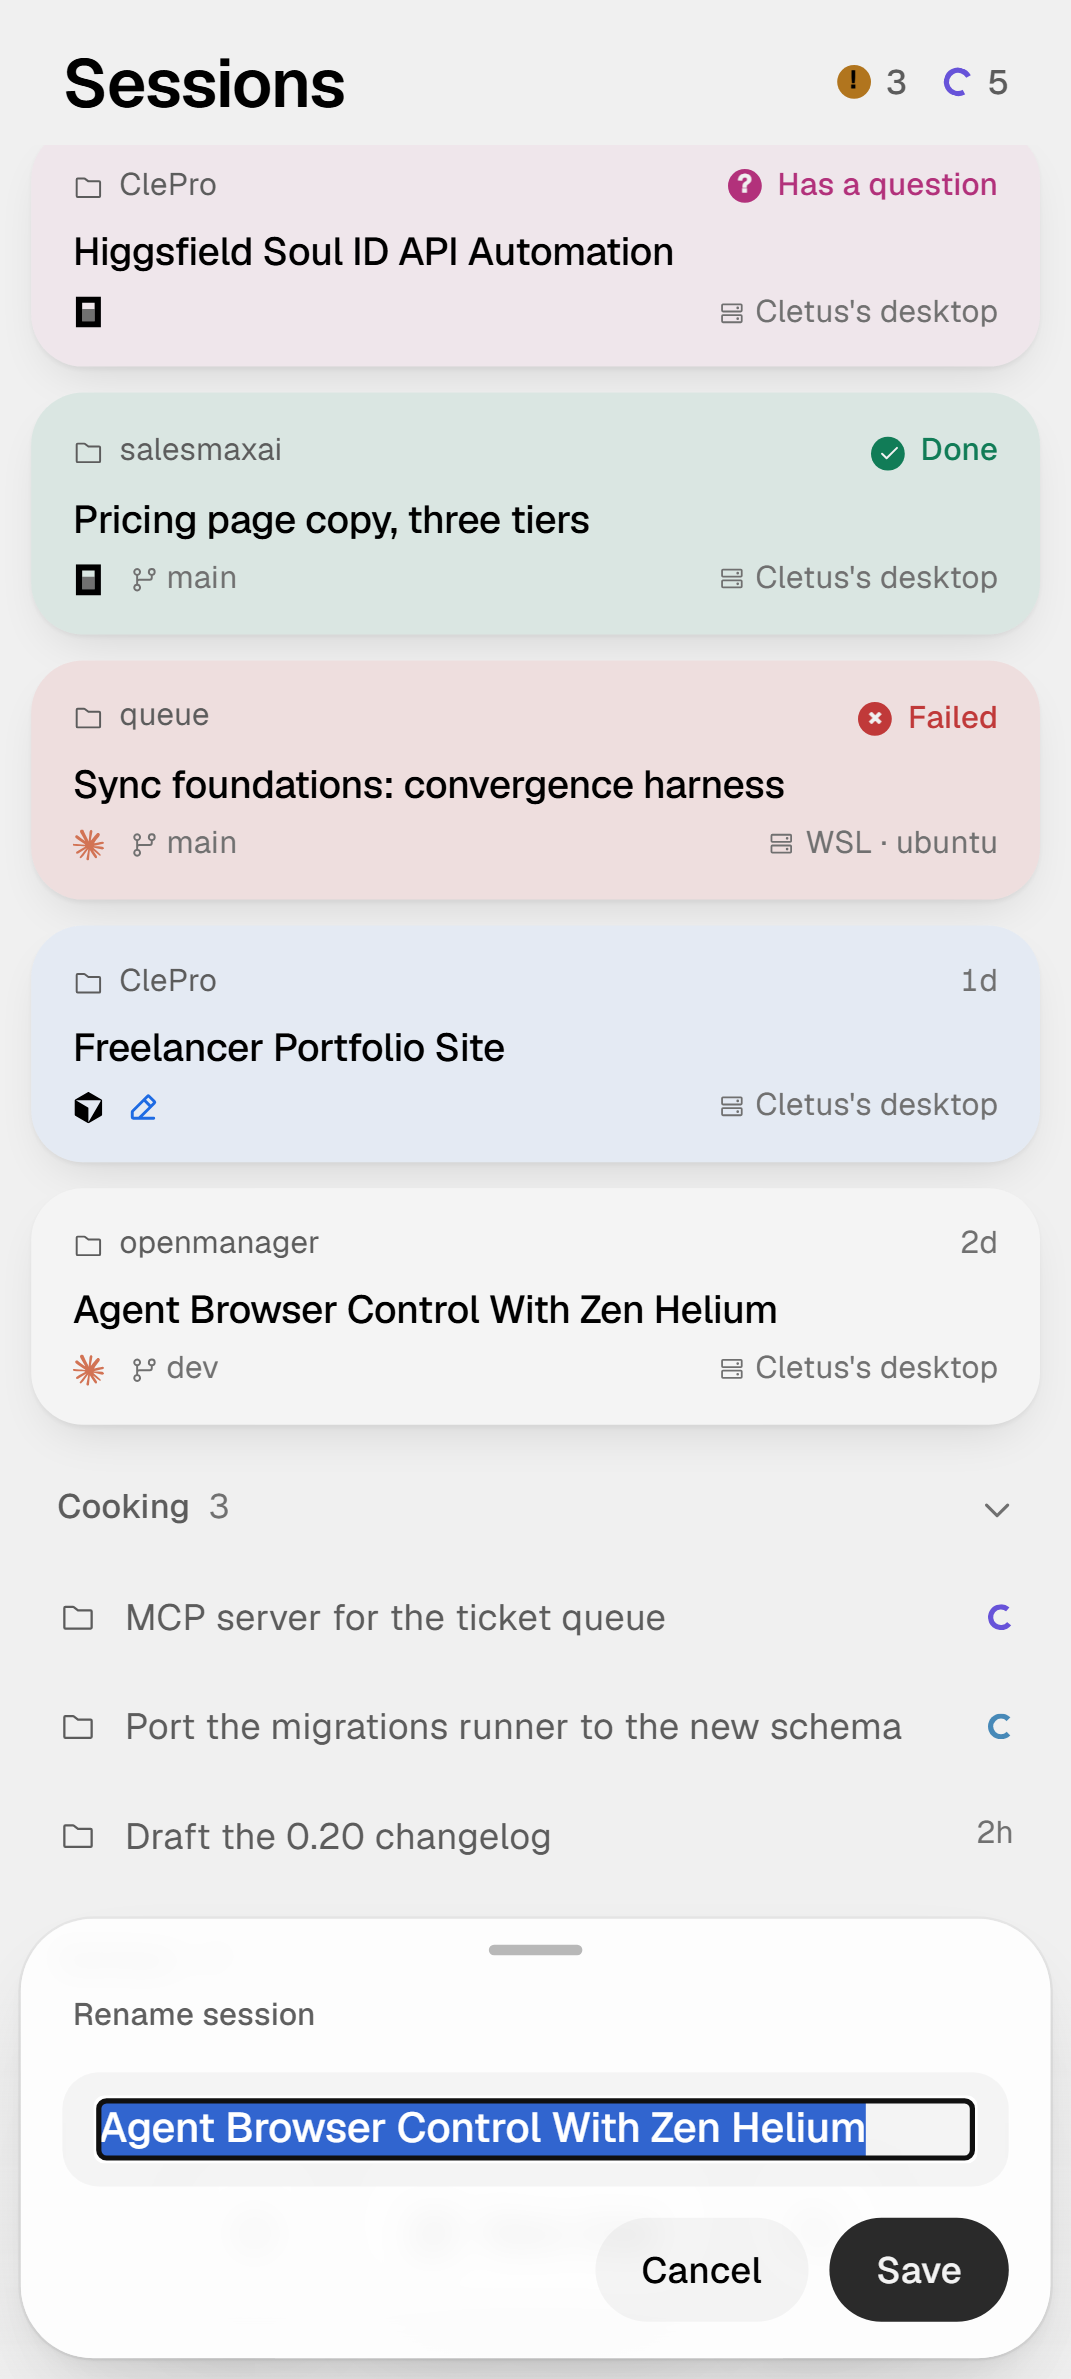 Sessions
! 3 5
ClePro
? Has a question
Higgsfield Soul ID API Automation
Cletus's desktop
salesmaxai
Done
Pricing page copy, three tiers
main
Cletus's desktop
queue
Failed
Sync foundations: convergence harness
main
WSL · ubuntu
ClePro
1d
Freelancer Portfolio Site
Cletus's desktop
openmanager
2d
Agent Browser Control With Zen Helium
dev
Cletus's desktop
Cooking 3
MCP server for the ticket queue
Port the migrations runner to the new schema
Draft the 0.20 changelog
2h
Rename session
Agent Browser Control With Zen Helium
Cancel
Save